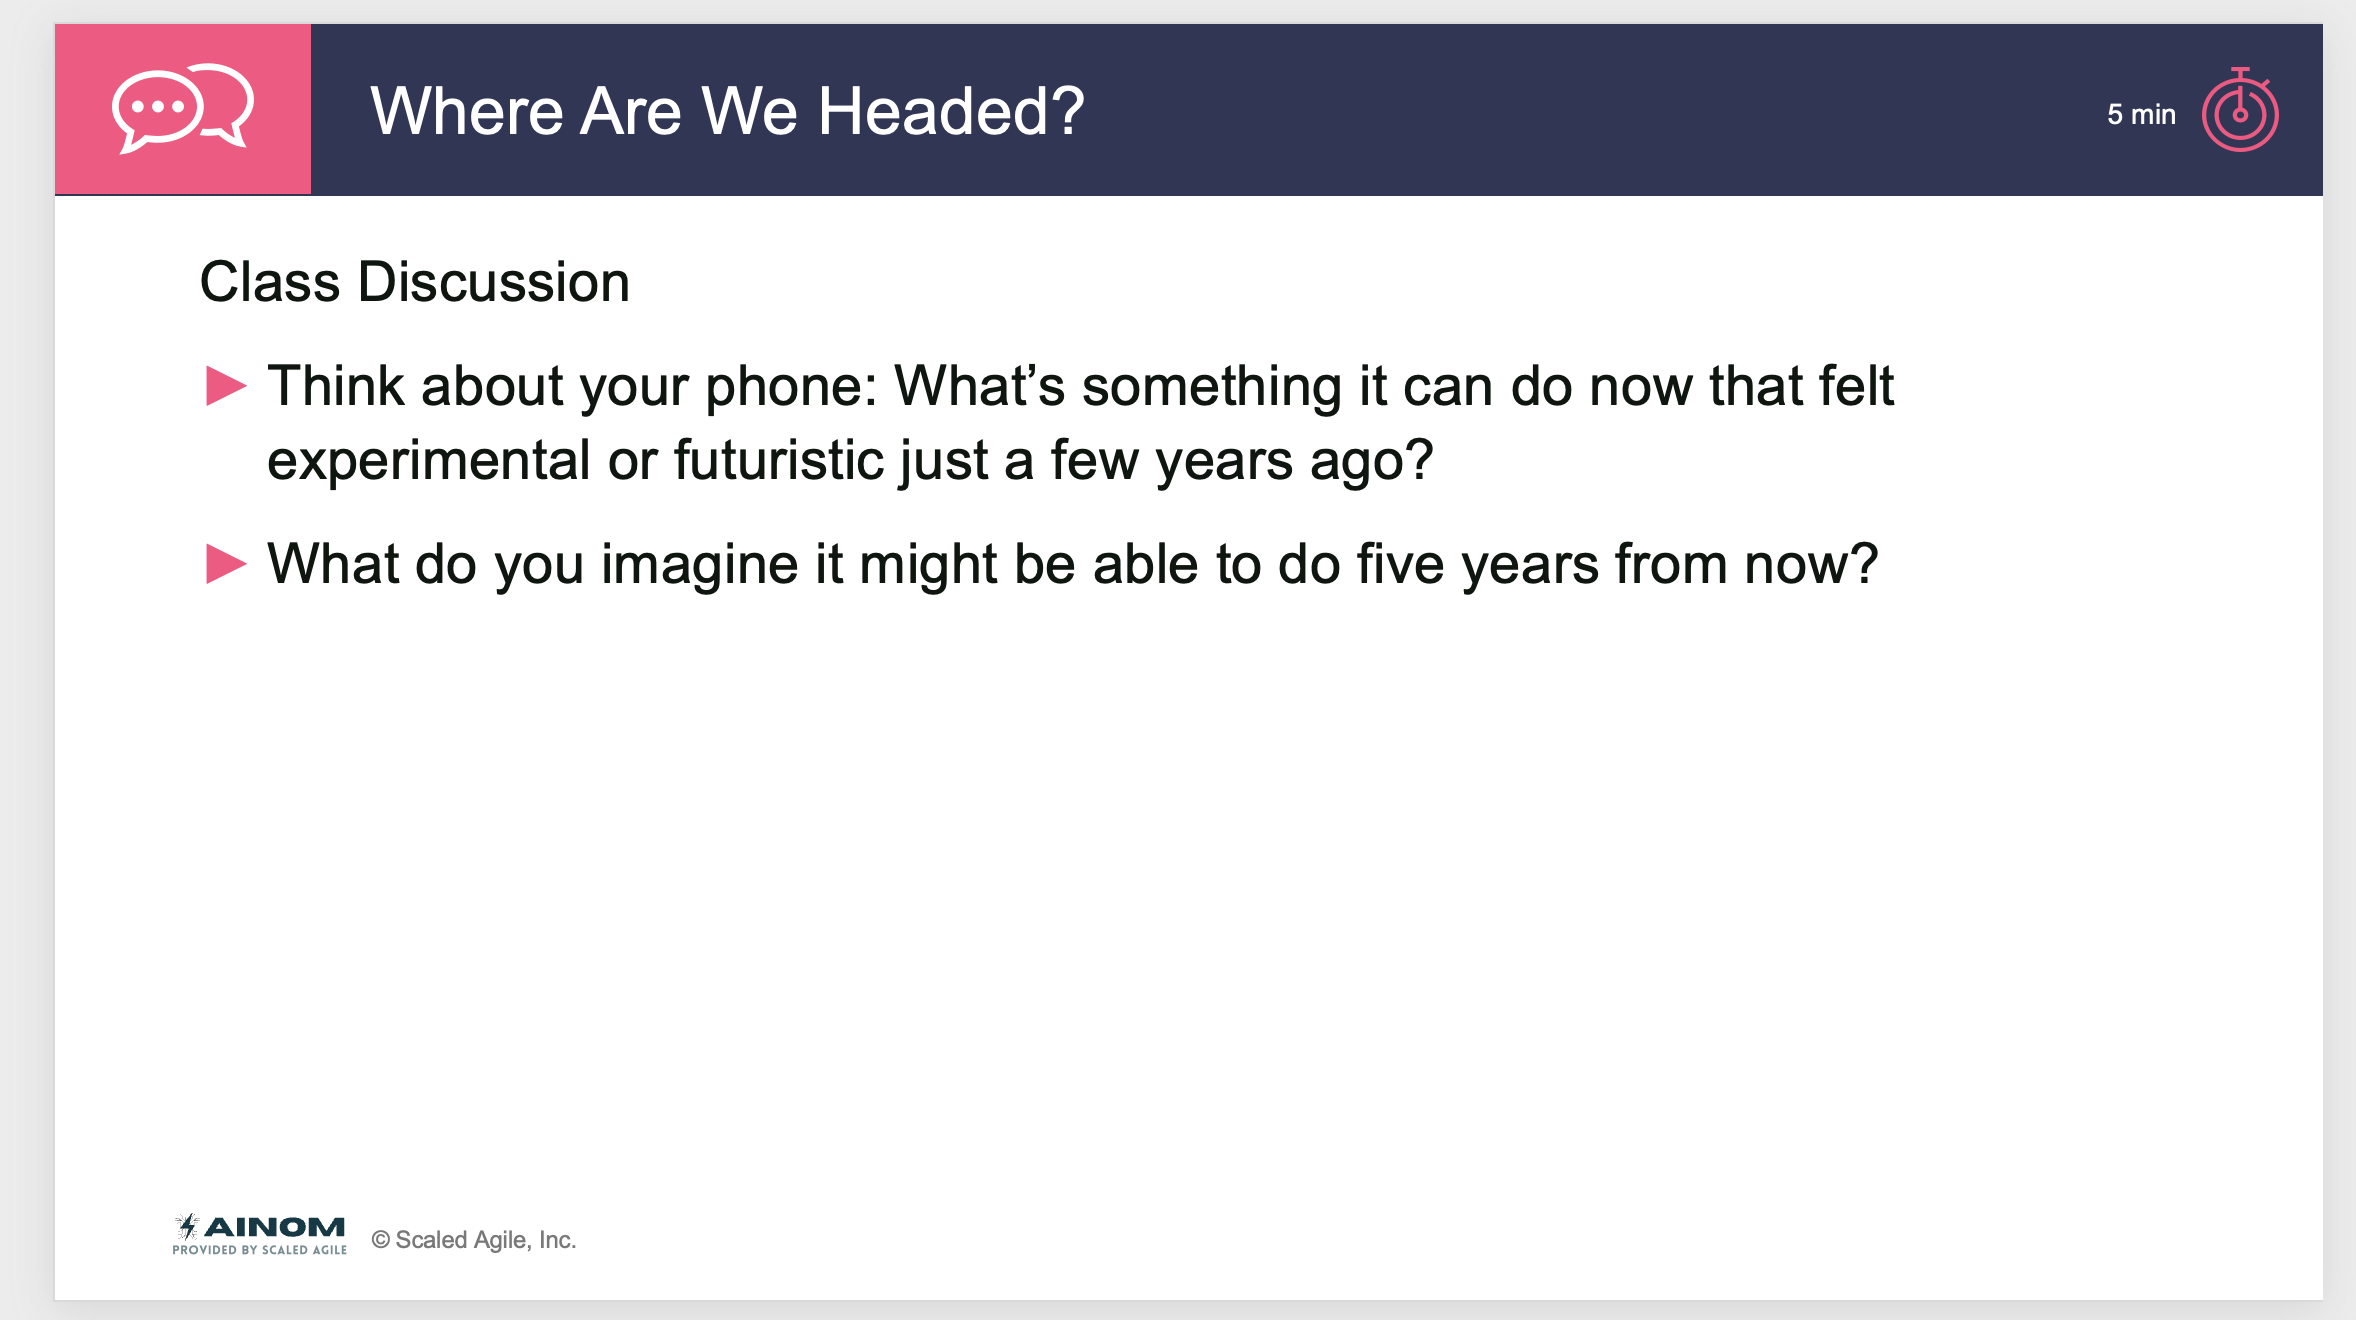 Where Are We Headed?
5 min
Class Discussion
Think about your phone: What’s something it can do now that felt
experimental or futuristic just a few years ago?
What do you imagine it might be able to do five years from now?
AINOM
PROVIDED BY SCALED AGILE
© Scaled Agile, Inc.